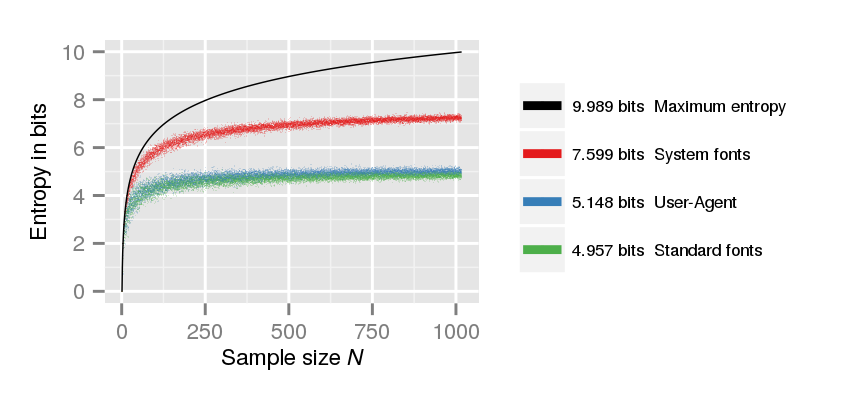 10
8
6
4
2
0
Entropy in bits
0 250 500 750 1000
Sample size N
9.989 bits Maximum entropy
7.599 bits System fonts
5.148 bits User-Agent
4.957 bits Standard fonts